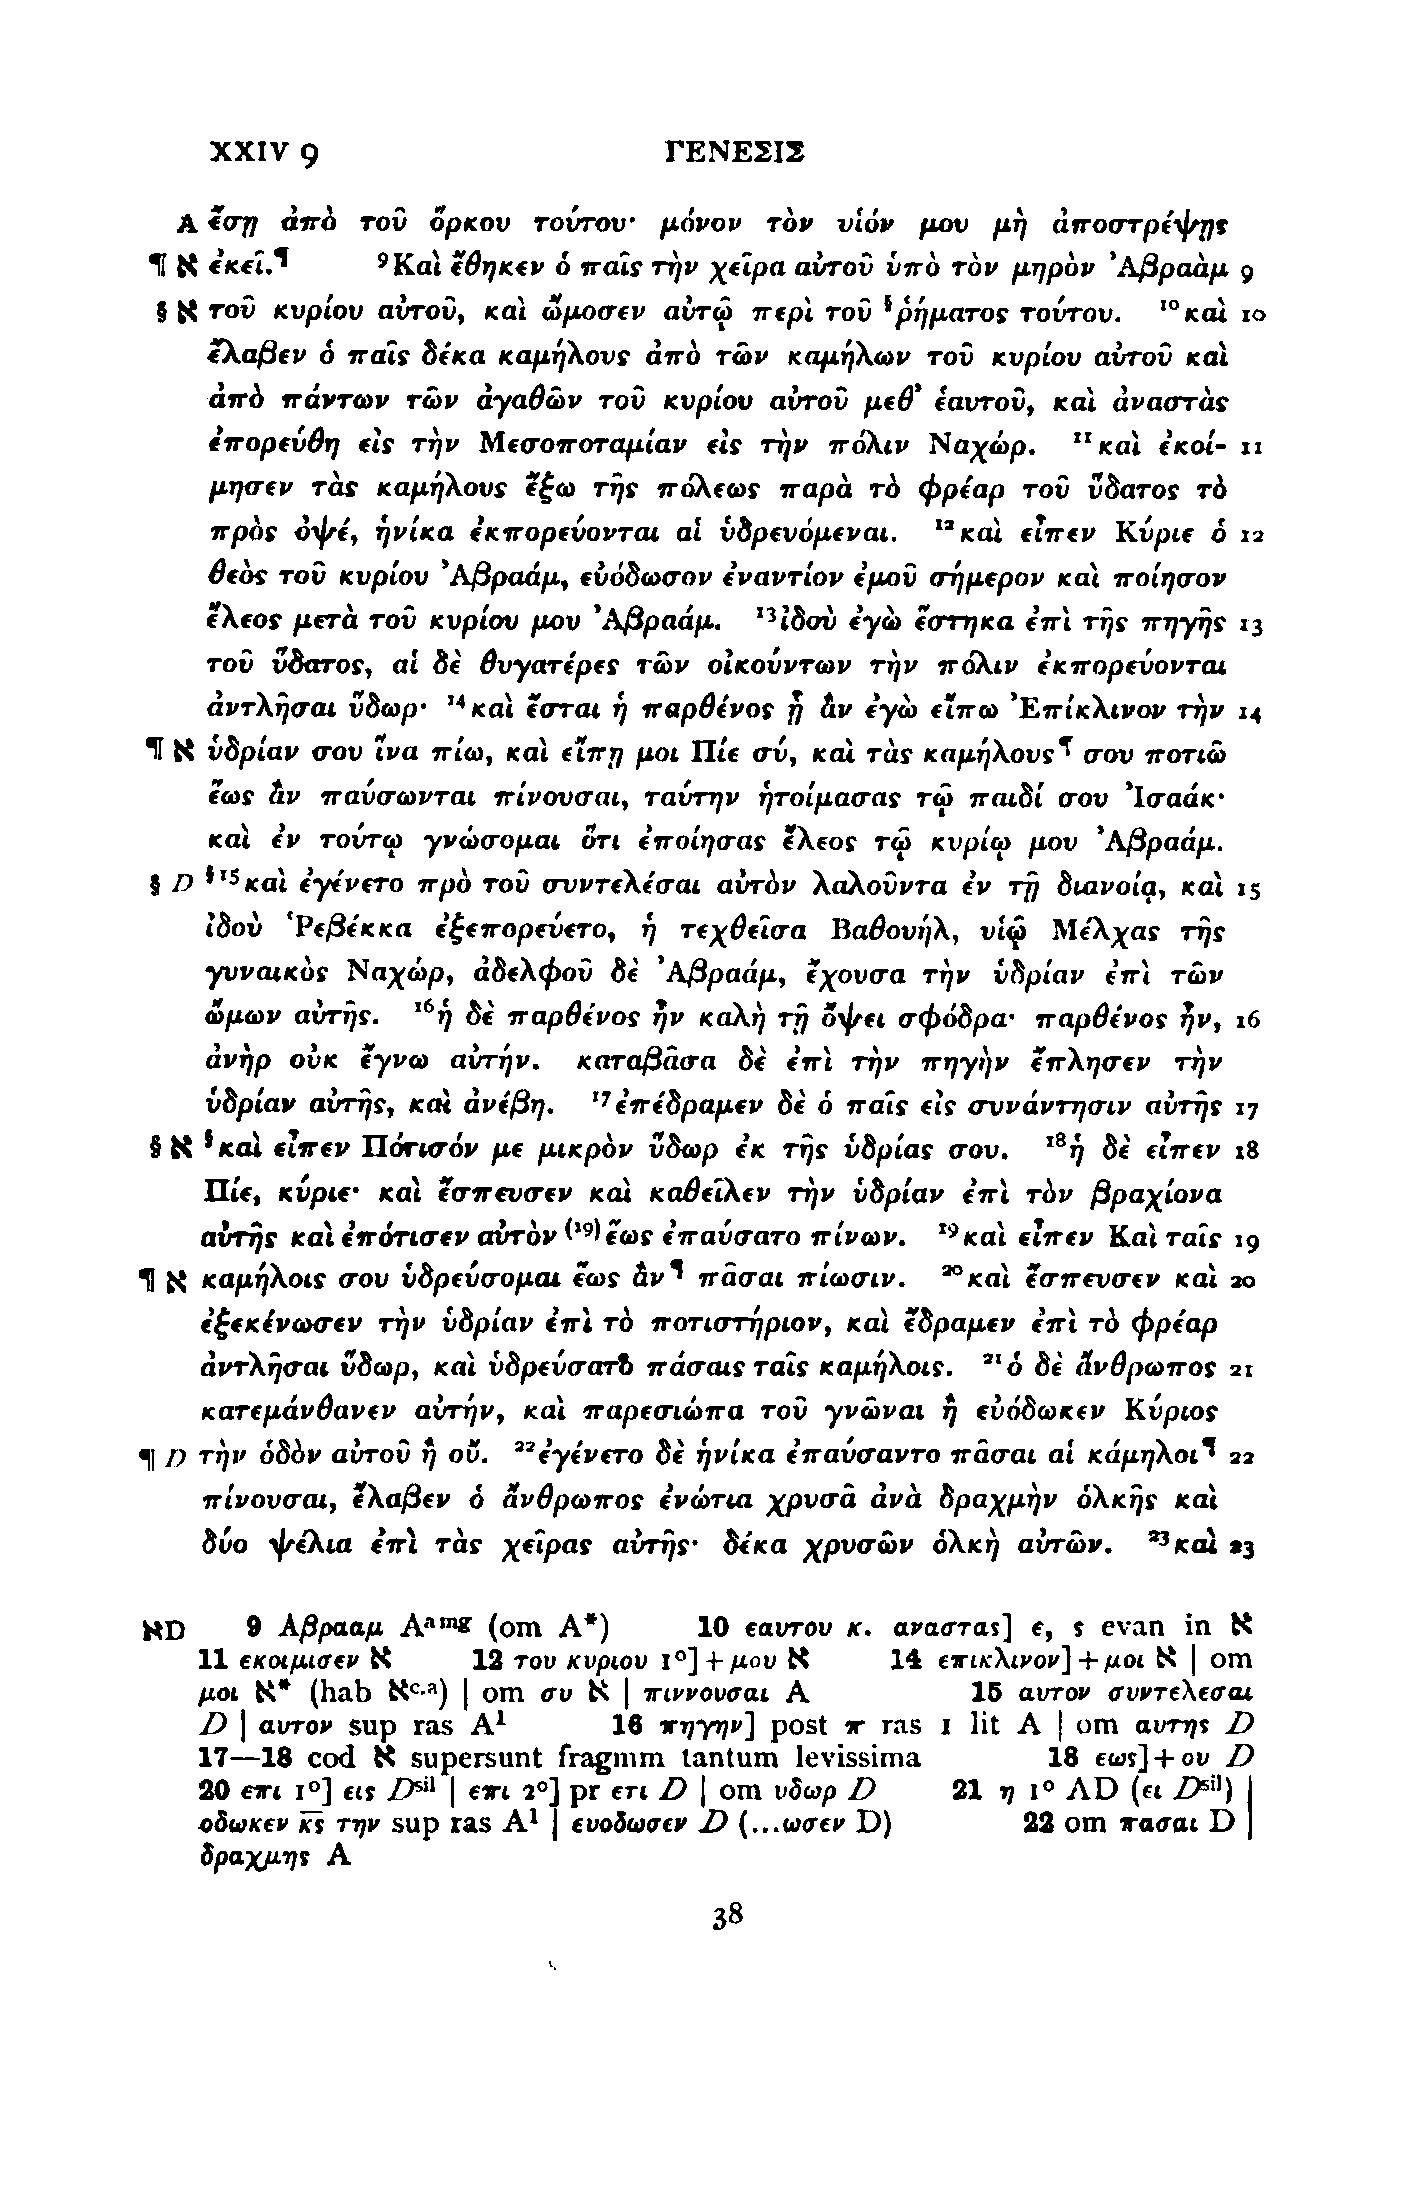 XXIV 9 ΓΕΝΕΣΙΣ
A ἔσῃ ἀπὸ τοῦ ὅρκου τούτου· μόνον τὸν υἱόν μου μὴ ἀποστρέψῃς
¶ א ἐκεῖ.¶ ⁹Καὶ ἔθηκεν ὁ παῖς τὴν χεῖρα αὐτοῦ ὑπὸ τὸν μηρὸν Ἀβραὰμ 9
§ א τοῦ κυρίου αὐτοῦ, καὶ ὤμοσεν αὐτῷ περὶ τοῦ §ῥήματος τούτου. ¹⁰καὶ 10
ἔλαβεν ὁ παῖς δέκα καμήλους ἀπὸ τῶν καμήλων τοῦ κυρίου αὐτοῦ καὶ
ἀπὸ πάντων τῶν ἀγαθῶν τοῦ κυρίου αὐτοῦ μεθ᾽ ἑαυτοῦ, καὶ ἀναστὰς
ἐπορεύθη εἰς τὴν Μεσοποταμίαν εἰς τὴν πόλιν Ναχώρ. ¹¹καὶ ἐκοί- 11
μησεν τὰς καμήλους ἔξω τῆς πόλεως παρὰ τὸ φρέαρ τοῦ ὕδατος τὸ
πρὸς ὀψέ, ἡνίκα ἐκπορεύονται αἱ ὑδρευόμεναι. ¹²καὶ εἶπεν Κύριε ὁ 12
θεὸς τοῦ κυρίου Ἀβραάμ, εὐόδωσον ἐναντίον ἐμοῦ σήμερον καὶ ποίησον
ἔλεος μετὰ τοῦ κυρίου μου Ἀβραάμ. ¹³ἰδοὺ ἐγὼ ἕστηκα ἐπὶ τῆς πηγῆς 13
τοῦ ὕδατος, αἱ δὲ θυγατέρες τῶν οἰκούντων τὴν πόλιν ἐκπορεύονται
ἀντλῆσαι ὕδωρ· ¹⁴καὶ ἔσται ἡ παρθένος ᾗ ἂν ἐγὼ εἴπω Ἐπίκλινον τὴν 14
¶ א ὑδρίαν σου ἵνα πίω, καὶ εἴπῃ μοι Πίε σύ, καὶ τὰς καμήλους¶ σου ποτιῶ
ἕως ἂν παύσωνται πίνουσαι, ταύτην ἡτοίμασας τῷ παιδί σου Ἰσαάκ·
καὶ ἐν τούτῳ γνώσομαι ὅτι ἐποίησας ἔλεος τῷ κυρίῳ μου Ἀβραάμ.
§ D §¹⁵καὶ ἐγένετο πρὸ τοῦ συντελέσαι αὐτὸν λαλοῦντα ἐν τῇ διανοίᾳ, καὶ 15
ἰδοὺ Ῥεβέκκα ἐξεπορεύετο, ἡ τεχθεῖσα Βαθουήλ, υἱῷ Μέλχας τῆς
γυναικὸς Ναχώρ, ἀδελφοῦ δὲ Ἀβραάμ, ἔχουσα τὴν ὑδρίαν ἐπὶ τῶν
ὤμων αὐτῆς. ¹⁶ἡ δὲ παρθένος ἦν καλὴ τῇ ὄψει σφόδρα· παρθένος ἦν, 16
ἀνὴρ οὐκ ἔγνω αὐτήν. καταβᾶσα δὲ ἐπὶ τὴν πηγὴν ἔπλησεν τὴν
ὑδρίαν αὐτῆς, καὶ ἀνέβη. ¹⁷ἐπέδραμεν δὲ ὁ παῖς εἰς συνάντησιν αὐτῆς 17
§ א §καὶ εἶπεν Πότισόν με μικρὸν ὕδωρ ἐκ τῆς ὑδρίας σου. ¹⁸ἡ δὲ εἶπεν 18
Πίε, κύριε· καὶ ἔσπευσεν καὶ καθεῖλεν τὴν ὑδρίαν ἐπὶ τὸν βραχίονα
αὐτῆς καὶ ἐπότισεν αὐτὸν ⁽¹⁹⁾ἕως ἐπαύσατο πίνων. ¹⁹καὶ εἶπεν Καὶ ταῖς 19
¶ א καμήλοις σου ὑδρεύσομαι ἕως ἂν¶ πᾶσαι πίωσιν. ²⁰καὶ ἔσπευσεν καὶ 20
ἐξεκένωσεν τὴν ὑδρίαν ἐπὶ τὸ ποτιστήριον, καὶ ἔδραμεν ἐπὶ τὸ φρέαρ
ἀντλῆσαι ὕδωρ, καὶ ὑδρεύσατο πάσαις ταῖς καμήλοις. ²¹ὁ δὲ ἄνθρωπος 21
κατεμάνθανεν αὐτήν, καὶ παρεσιώπα τοῦ γνῶναι ἢ εὐόδωκεν Κύριος
¶ D τὴν ὁδὸν αὐτοῦ ἢ οὔ. ²²ἐγένετο δὲ ἡνίκα ἐπαύσαντο πᾶσαι αἱ κάμηλοι¶ 22
πίνουσαι, ἔλαβεν ὁ ἄνθρωπος ἐνώτια χρυσᾶ ἀνὰ δραχμὴν ὁλκῆς καὶ
δύο ψέλια ἐπὶ τὰς χεῖρας αὐτῆς· δέκα χρυσῶν ὁλκὴ αὐτῶν. ²³καὶ 23
אD 9 Αβρααμ Aᵃ ᵐᵍ (om A*) 10 εαυτου κ. αναστας] ε, ς evan in א
11 εκοιμισεν א 12 του κυριου 1°] + μου א 14 επικλινον] + μοι א | om
μοι א* (hab אᶜ·ᵃ) | om συ א | πιννουσαι A 15 αυτον συντελεσαι
D | αυτον sup ras A¹ 16 πηγην] post π ras 1 lit A | om αυτης D
17—18 cod א supersunt fragmm tantum levissima 18 εως] + ου D
20 επι 1°] εις Dˢⁱˡ | επι 2°] pr ετι D | om υδωρ D 21 η 1° AD (ει Dˢⁱˡ) |
οδωκεν κ̅ς̅ την sup ras A¹ | ευοδωσεν D (...ωσεν D) 22 om πασαι D |
δραχμης A
38